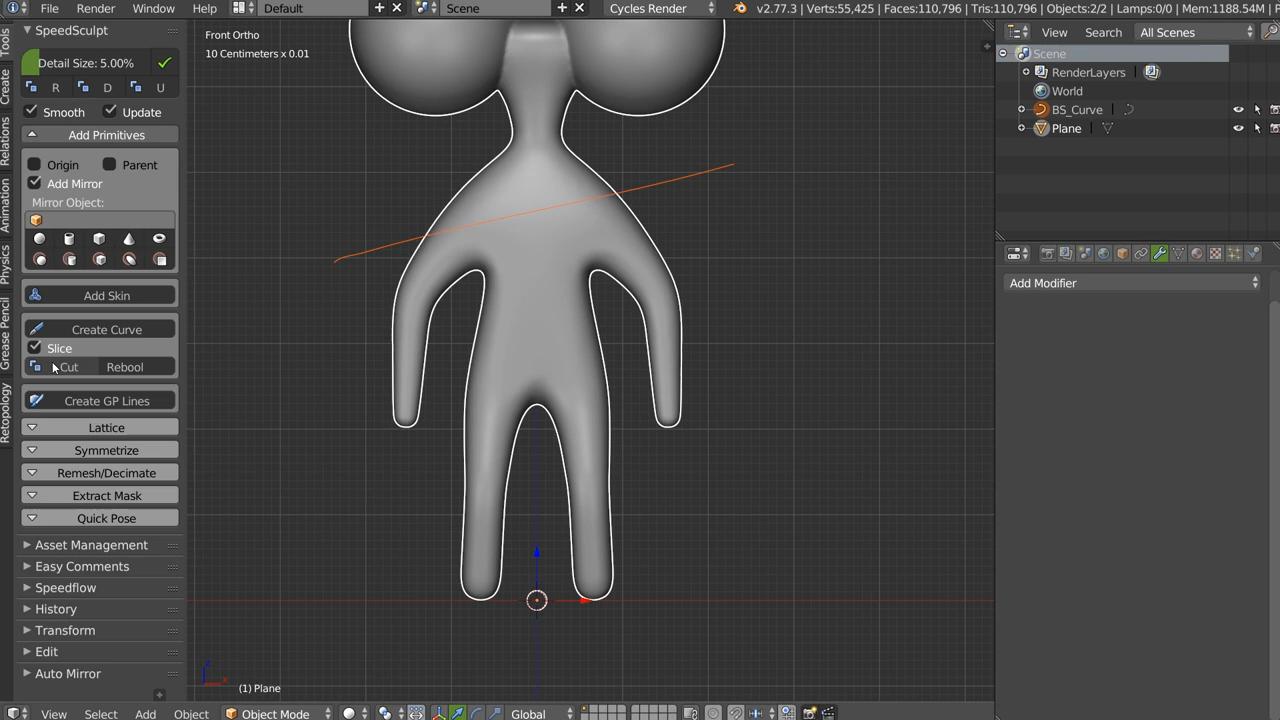 Render Window Help Default Scene Cycles Render v2.77.3 | Verts:55,425 | Faces:110,796 | Tris:110,796 | Objects:2/2 | Lamps:0/0 | Mem:1188.54M |
SpeedSculpt
Detail Size: 5.00%
R D U
Smooth Update
Add Primitives
Origin Parent
Add Mirror
Mirror Object:
Add Skin
Create Curve
Slice
Cut Rebool
Create GP Lines
Lattice
Symmetrize
Remesh/Decimate
Extract Mask
Quick Pose
Asset Management
Easy Comments
Speedflow
History
Transform
Edit
Auto Mirror
Tools
Create
Relations
Animation
Physics
Grease Pencil
Retopology
Front Ortho
10 Centimeters x 0.01
(1) Plane
View Select Add Object Object Mode Global
View Search All Scenes
Scene
RenderLayers
World
BS_Curve
Plane
Add Modifier